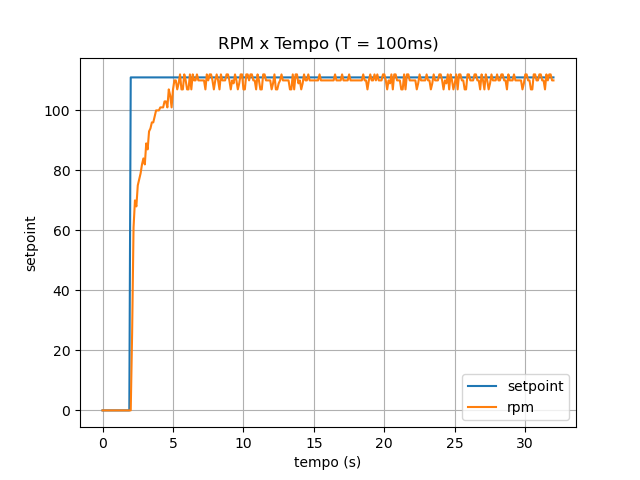 RPM x Tempo (T = 100ms)
setpoint
100
80
60
40
20
0
0 5 10 15 20 25 30
tempo (s)
setpoint
rpm